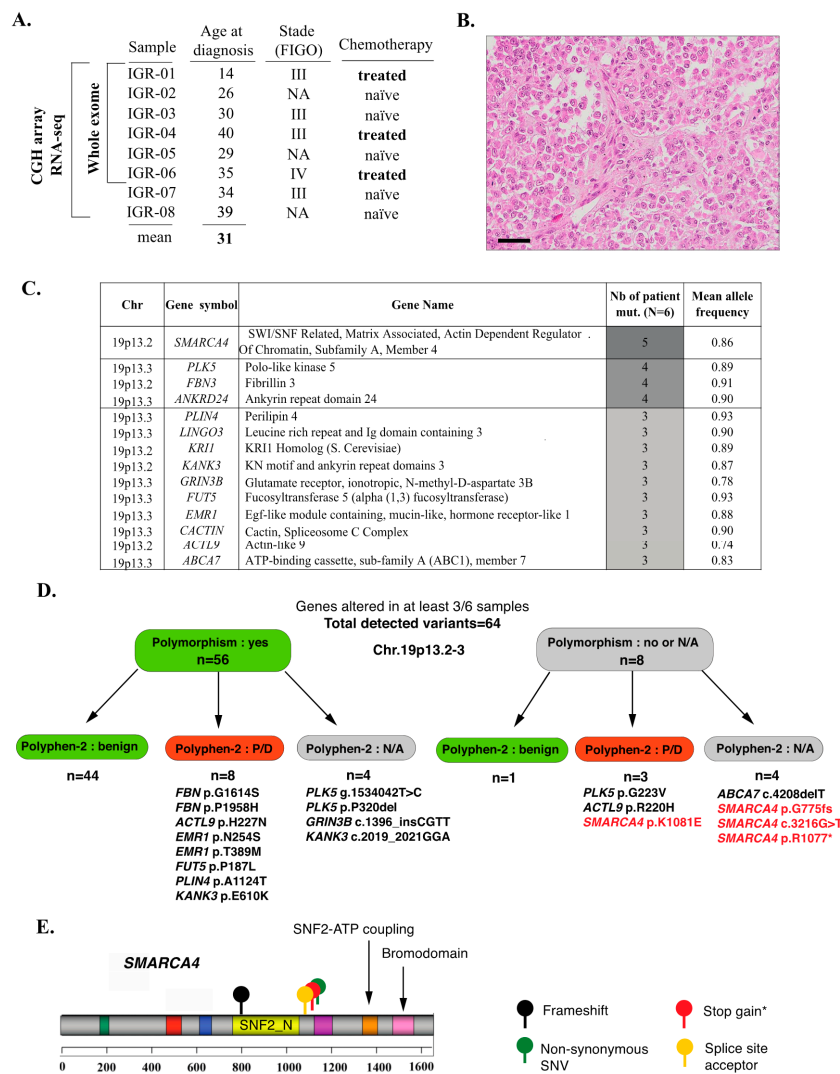 A.
Sample Age at diagnosis Stade (FIGO) Chemotherapy
CGH array RNA-seq
Whole exome
IGR-01 14 III treated
IGR-02 26 NA naïve
IGR-03 30 III naïve
IGR-04 40 III treated
IGR-05 29 NA naïve
IGR-06 35 IV treated
IGR-07 34 III naïve
IGR-08 39 NA naïve
mean 31
B.
C.
Chr Gene symbol Gene Name Nb of patient mut. (N=6) Mean allele frequency
19p13.2 SMARCA4 SWI/SNF Related, Matrix Associated, Actin Dependent Regulator . Of Chromatin, Subfamily A, Member 4 5 0.86
19p13.3 PLK5 Polo-like kinase 5 4 0.89
19p13.2 FBN3 Fibrillin 3 4 0.91
19p13.3 ANKRD24 Ankyrin repeat domain 24 4 0.90
19p13.3 PLIN4 Perilipin 4 3 0.93
19p13.3 LINGO3 Leucine rich repeat and Ig domain containing 3 3 0.90
19p13.2 KRI1 KRI1 Homolog (S. Cerevisiae) 3 0.89
19p13.2 KANK3 KN motif and ankyrin repeat domains 3 3 0.87
19p13.3 GRIN3B Glutamate receptor, ionotropic, N-methyl-D-aspartate 3B 3 0.78
19p13.3 FUT5 Fucosyltransferase 5 (alpha (1,3) fucosyltransferase) 3 0.93
19p13.3 EMR1 Egf-like module containing, mucin-like, hormone receptor-like 1 3 0.88
19p13.3 CACTIN Cactin, Spliceosome C Complex 3 0.90
19p13.2 ACTL9 Actin-like 9 3 0.74
19p13.3 ABCA7 ATP-binding cassette, sub-family A (ABC1), member 7 3 0.83
D.
Genes altered in at least 3/6 samples
Total detected variants=64
Chr.19p13.2-3
Polymorphism : yes
n=56
Polymorphism : no or N/A
n=8
Polyphen-2 : benign
n=44
Polyphen-2 : P/D
n=8
FBN p.G1614S
FBN p.P1958H
ACTL9 p.H227N
EMR1 p.N254S
EMR1 p.T389M
FUT5 p.P187L
PLIN4 p.A1124T
KANK3 p.E610K
Polyphen-2 : N/A
n=4
PLK5 g.1534042T>C
PLK5 p.P320del
GRIN3B c.1396_insCGTT
KANK3 c.2019_2021GGA
Polyphen-2 : benign
n=1
Polyphen-2 : P/D
n=3
PLK5 p.G223V
ACTL9 p.R220H
SMARCA4 p.K1081E
Polyphen-2 : N/A
n=4
ABCA7 c.4208delT
SMARCA4 p.G775fs
SMARCA4 c.3216G>T
SMARCA4 p.R1077*
E.
SMARCA4
SNF2-ATP coupling
Bromodomain
SNF2_N
0 200 400 600 800 1000 1200 1400 1600
Frameshift
Stop gain*
Non-synonymous SNV
Splice site acceptor